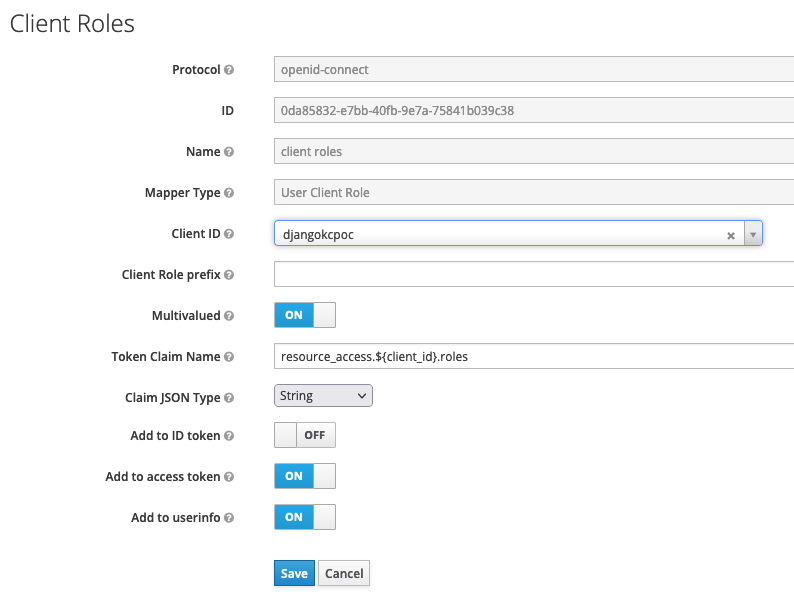 Client Roles
Protocol
openid-connect
ID
0da85832-e7bb-40fb-9e7a-75841b039c38
Name
client roles
Mapper Type
User Client Role
Client ID
djangokcpoc
Client Role prefix
Multivalued
ON
Token Claim Name
resource_access.${client_id}.roles
Claim JSON Type
String
Add to ID token
OFF
Add to access token
ON
Add to userinfo
ON
Save Cancel